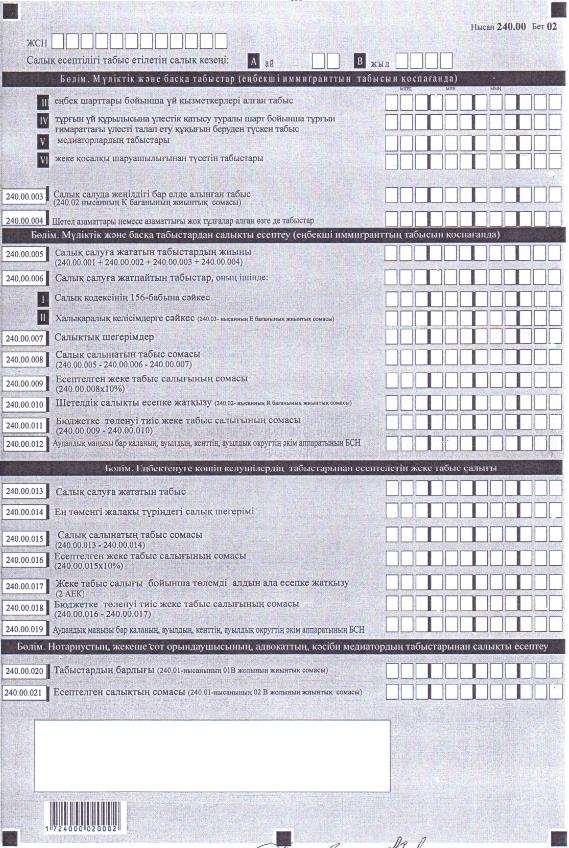 Нысан 240.00 Бет 02
ЖСН
Салық есептілігі табыс етілетін салық кезеңі: A ай B жыл
Бөлім. Мүліктік және басқа табыстар (еңбекші иммигранттың табысын қоспағанда)
III еңбек шарттары бойынша үй қызметкерлері алған табыс
IV тұрғын үй құрылысына үлестік қатысу туралы шарт бойынша тұрғын
ғимараттағы үлесті талап ету құқығын беруден түскен табыс
V медиаторлардың табыстары
VI жеке қосалқы шаруашылығынан түсетін табыстары
240.00.003 Салық салуда жеңілдігі бар елде алынған табыс
(240.02 нысанның K бағанының жиынтық сомасы)
240.00.004 Шетел азаматтары немесе азаматтығы жоқ тұлғалар алған өзге де табыстар
Бөлім. Мүліктік және басқа табыстардан салықты есептеу (еңбекші иммигранттың табысын қоспағанда)
240.00.005 Салық салуға жататын табыстардың жиыны
(240.00.001 + 240.00.002 + 240.00.003 + 240.00.004)
240.00.006 Салық салуға жатпайтын табыстар, оның ішінде:
I Салық кодексінің 156-бабына сәйкес
II Халықаралық келісімдерге сәйкес (240.03- нысанның E бағанының жиынтық сомасы)
240.00.007 Салықтық шегерімдер
240.00.008 Салық салынатын табыс сомасы
(240.00.005 - 240.00.006 - 240.00.007)
240.00.009 Есептелген жеке табыс салығының сомасы
(240.00.008x10%)
240.00.010 Шетелдік салықты есепке жатқызу (240.02- нысанның R бағанының жиынтық сомасы)
240.00.011 Бюджетке төленуі тиіс жеке табыс салығының сомасы
(240.00.009 - 240.00.010)
240.00.012 Аудандық маңызы бар қаланың, ауылдың, кенттің, ауылдық округтің әкім аппаратының БСН
Бөлім. Еңбектенуге көшіп келушілердің табыстарынан есептелетін жеке табыс салығы
240.00.013 Салық салуға жататын табыс
240.00.014 Ең төменгі жалақы түріндегі салық шегерімі
240.00.015 Салық салынатын табыс сомасы
(240.00.013 - 240.00.014)
240.00.016 Есептелген жеке табыс салығының сомасы
(240.00.015x10%)
240.00.017 Жеке табыс салығы бойынша төлемді алдын ала есепке жатқызу
(2 АЕК)
240.00.018 Бюджетке төленуі тиіс жеке табыс салығының сомасы
(240.00.016 - 240.00.017)
240.00.019 Аудандық маңызы бар қаланың, ауылдың, кенттің, ауылдық округтің әкім аппаратының БСН
Бөлім. Нотариустың, жекеше сот орындаушысының, адвокаттың, кәсіби медиатордың табыстарынан салықты есептеу
240.00.020 Табыстардың барлығы (240.01-нысанының 01B жолының жиынтық сомасы)
240.00.021 Есептелген салықтың сомасы (240.01-нысанының 02 B жолының жиынтық сомасы)
1724000020002